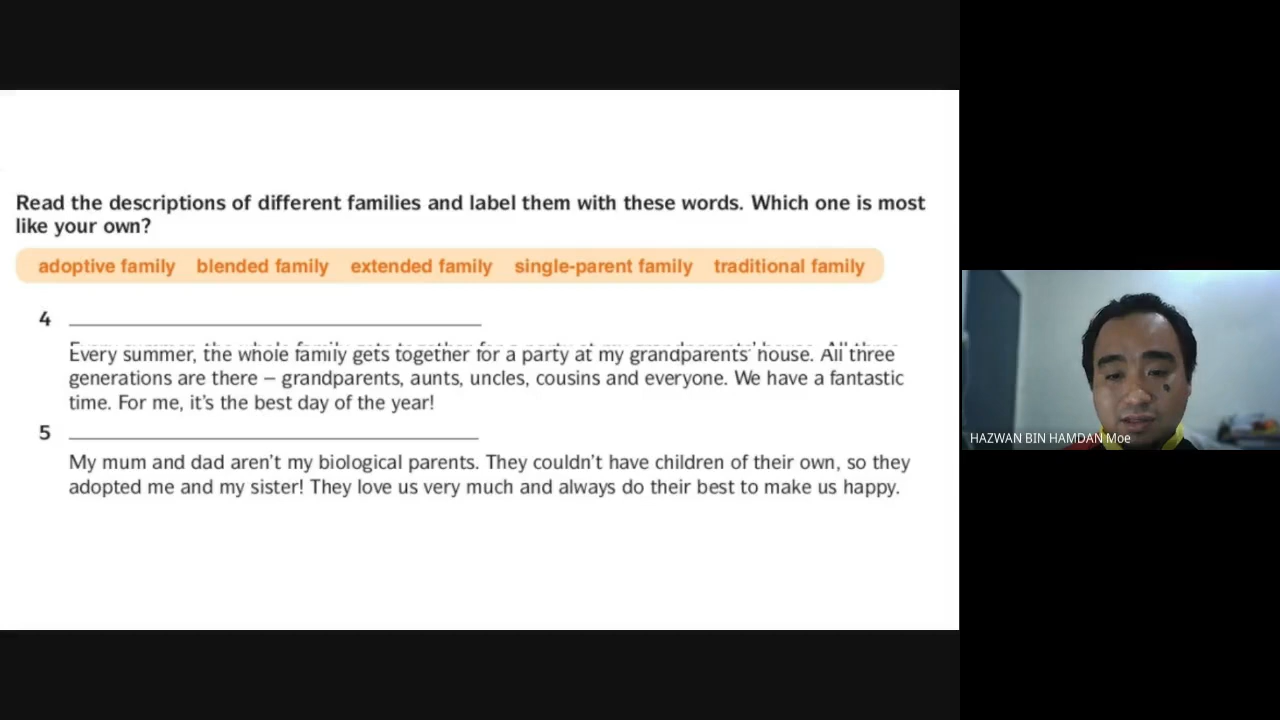 Read the descriptions of different families and label them with these words. Which one is most
like your own?
adoptive family blended family extended family single-parent family traditional family
4
Every summer, the whole family gets together for a party at my grandparents' house. All three
generations are there – grandparents, aunts, uncles, cousins and everyone. We have a fantastic
time. For me, it's the best day of the year!
5
My mum and dad aren't my biological parents. They couldn't have children of their own, so they
adopted me and my sister! They love us very much and always do their best to make us happy.
HAZWAN BIN HAMDAN Moe